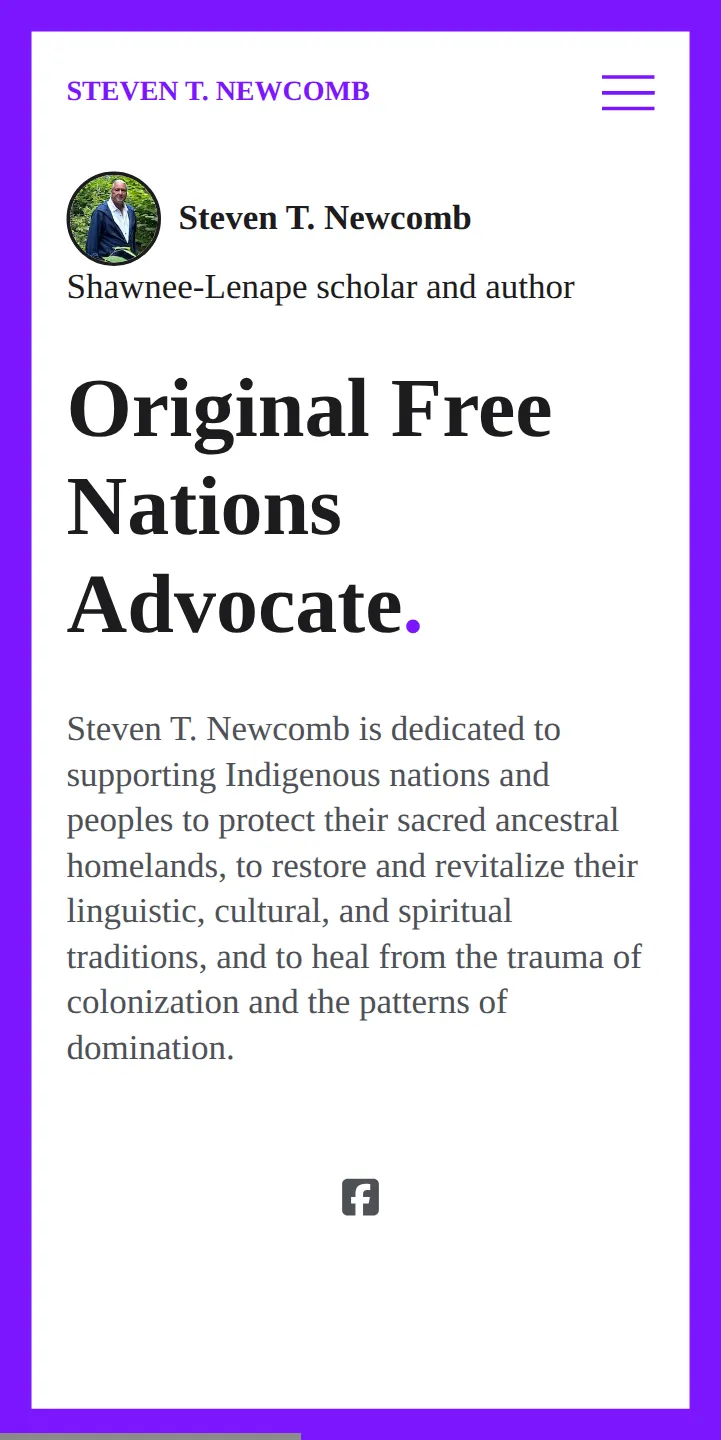 STEVEN T. NEWCOMB
Steven T. Newcomb
Shawnee-Lenape scholar and author
Original Free
Nations
Advocate.
Steven T. Newcomb is dedicated to
supporting Indigenous nations and
peoples to protect their sacred ancestral
homelands, to restore and revitalize their
linguistic, cultural, and spiritual
traditions, and to heal from the trauma of
colonization and the patterns of
domination.